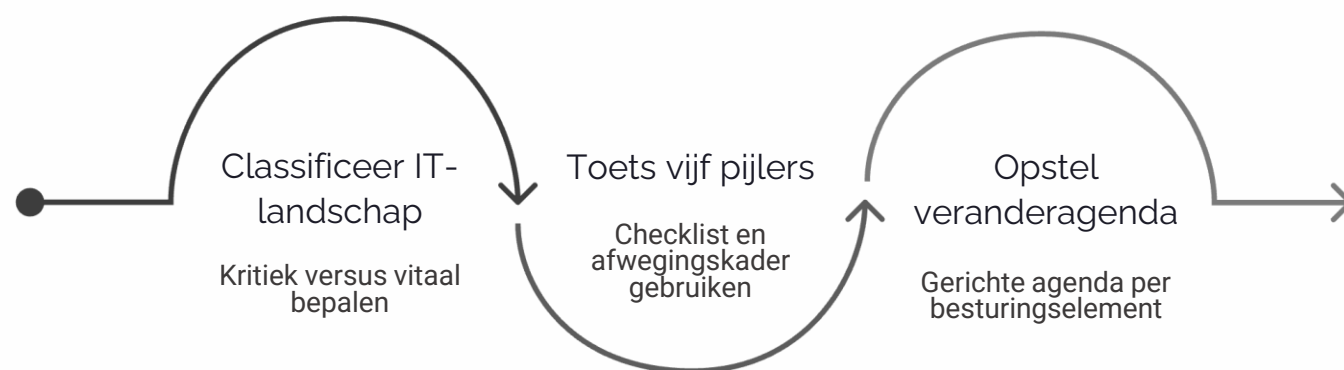 Classificeer IT-
landschap
Kritiek versus vitaal
bepalen
Toets vijf pijlers
Checklist en
afwegingskader
gebruiken
Opstel
veranderagenda
Gerichte agenda per
besturingselement